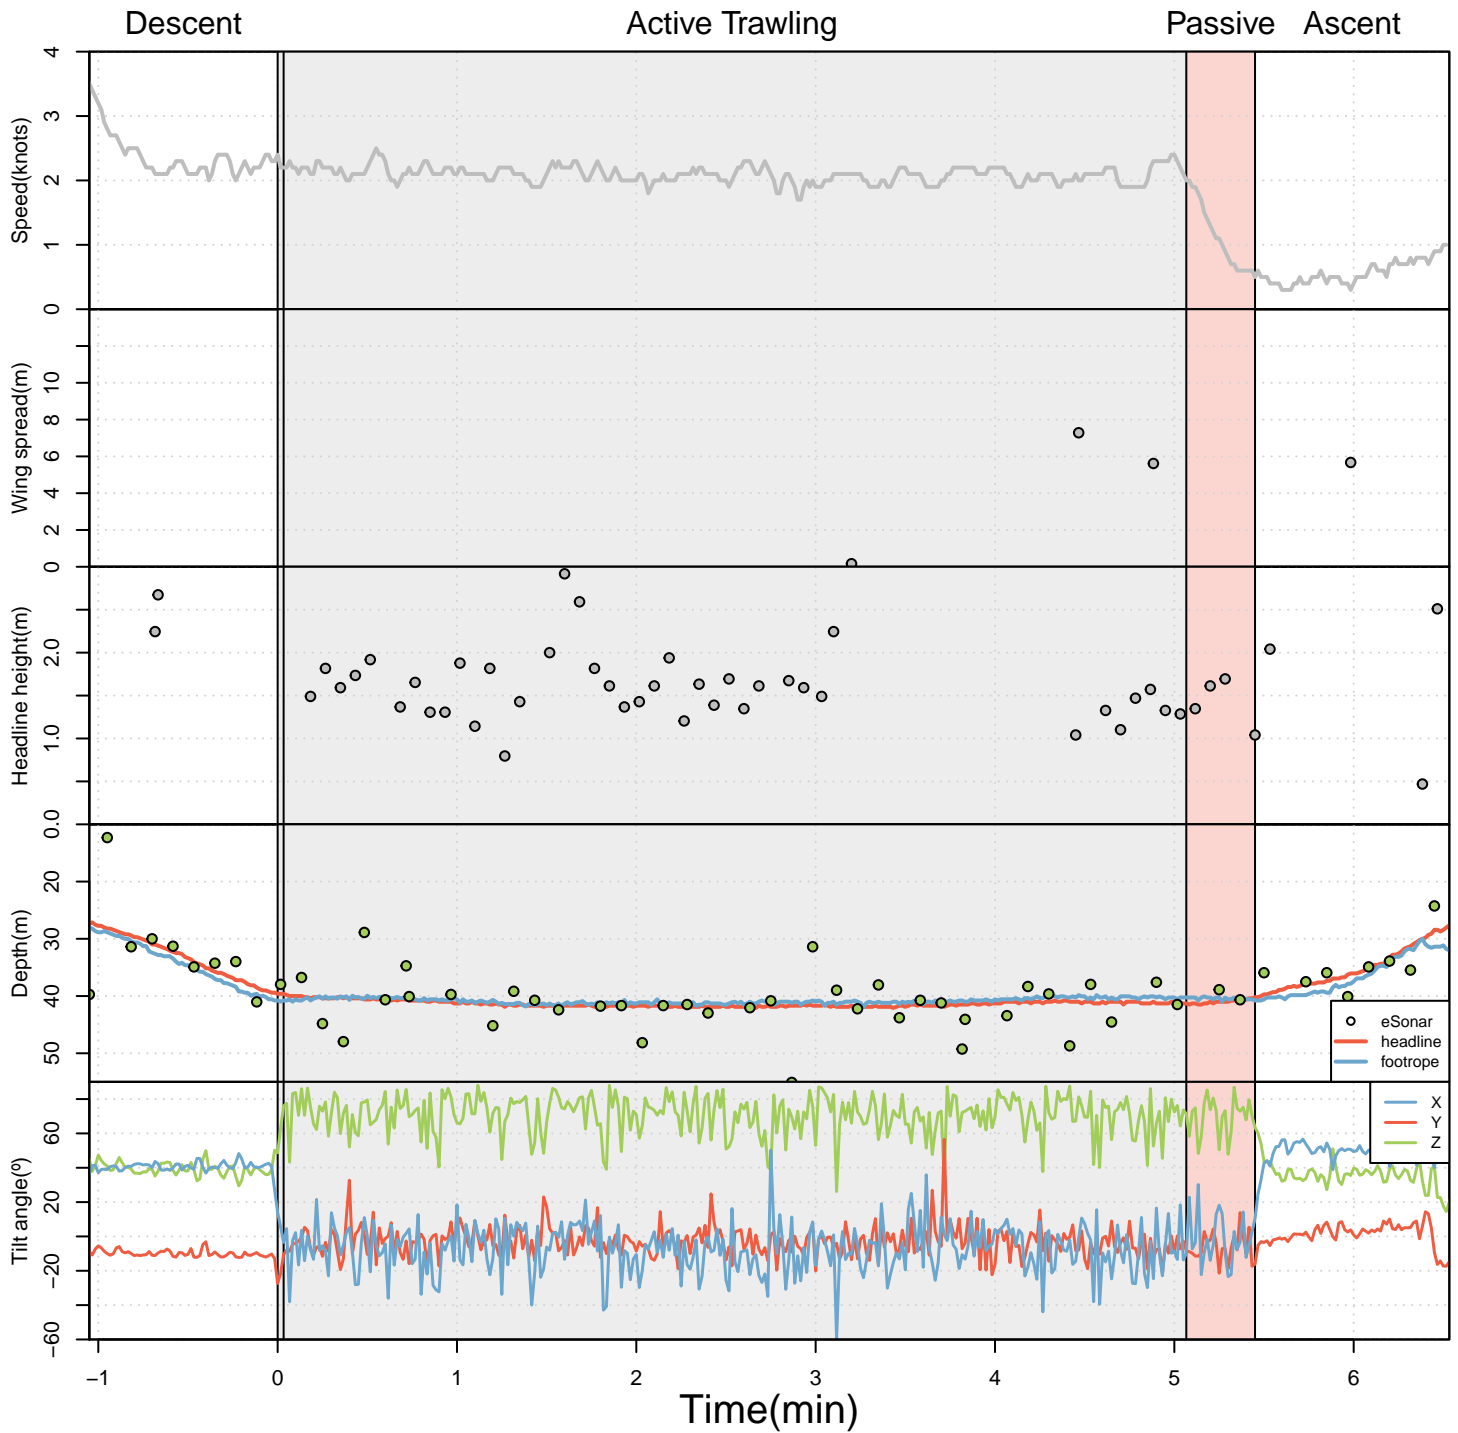 Descent Active Trawling Passive Ascent
Speed(knots)
4
3
2
1
0
Wing spread(m)
10
8
6
4
2
0
Headline height(m)
2.0
1.0
0.0
Depth(m)
20
30
40
50
eSonar
headline
footrope
Tilt angle(º)
60
20
−20
−60
X
Y
Z
−1 0 1 2 3 4 5 6
Time(min)